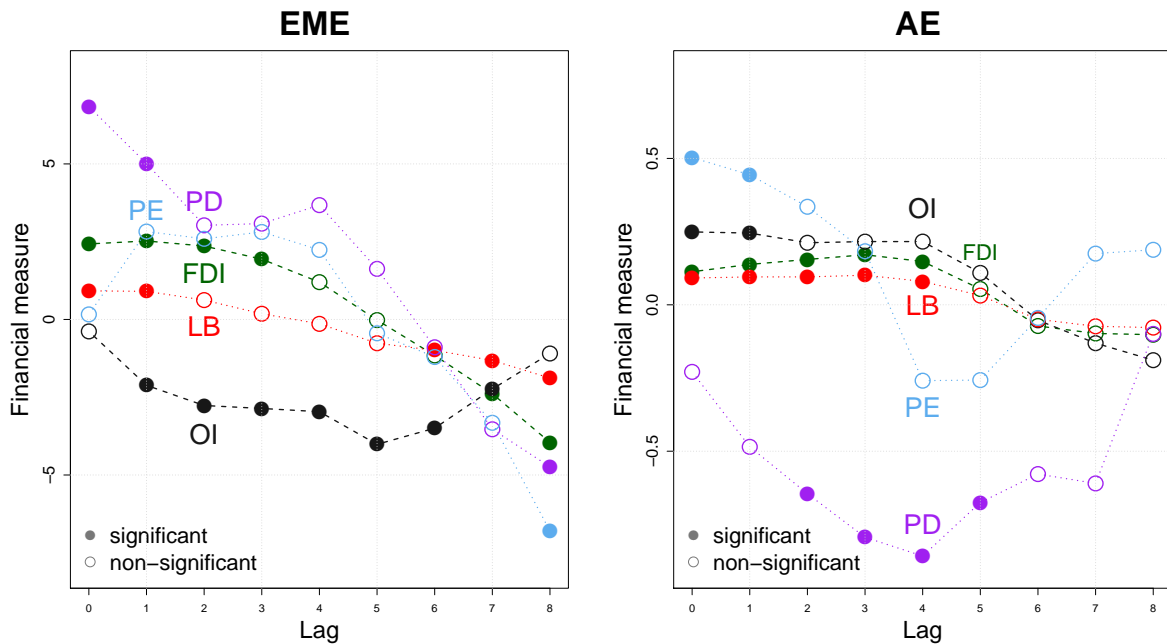 EME
AE
Financial measure
5
0
−5
PD
PE
FDI
LB
OI
significant
non−significant
0 1 2 3 4 5 6 7 8
Lag
Financial measure
0.5
0.0
−0.5
OI
FDI
LB
PE
PD
significant
non−significant
0 1 2 3 4 5 6 7 8
Lag